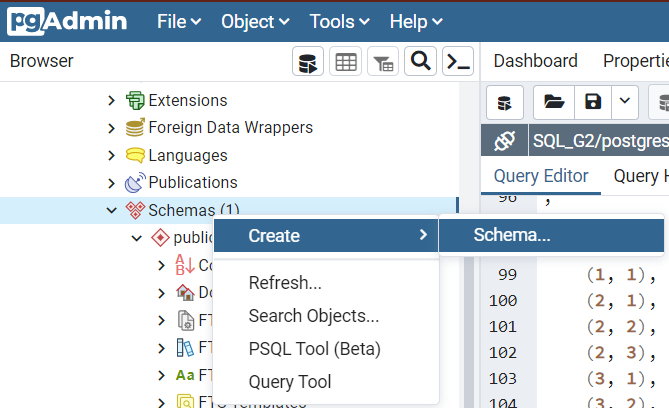 pgAdmin File Object Tools Help
Browser
Dashboard Propertie
Extensions
Foreign Data Wrappers
Languages
Publications
Schemas (1)
public
Co
Do
FT
FT
Aa FT
FTS Templates
Create
Schema...
Refresh...
Search Objects...
PSQL Tool (Beta)
Query Tool
SQL_G2/postgres
Query Editor Query H
98 ,
99 (1, 1),
100 (2, 1),
101 (2, 2),
102 (2, 3),
103 (3, 1),
104 (3, 2),